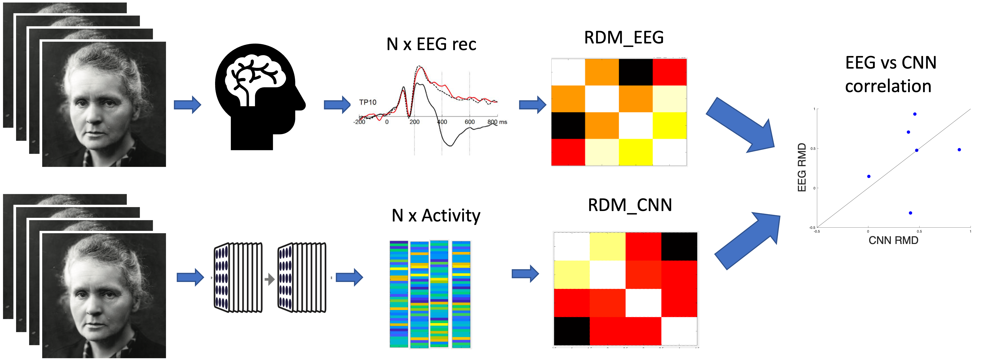 N x EEG rec
TP10
-200 0 200 400 600 800 ms
RDM_EEG
EEG vs CNN
correlation
1
0.5
0
-0.5
EEG RMD
-0.5 0 0.5 1
CNN RMD
N x Activity
RDM_CNN